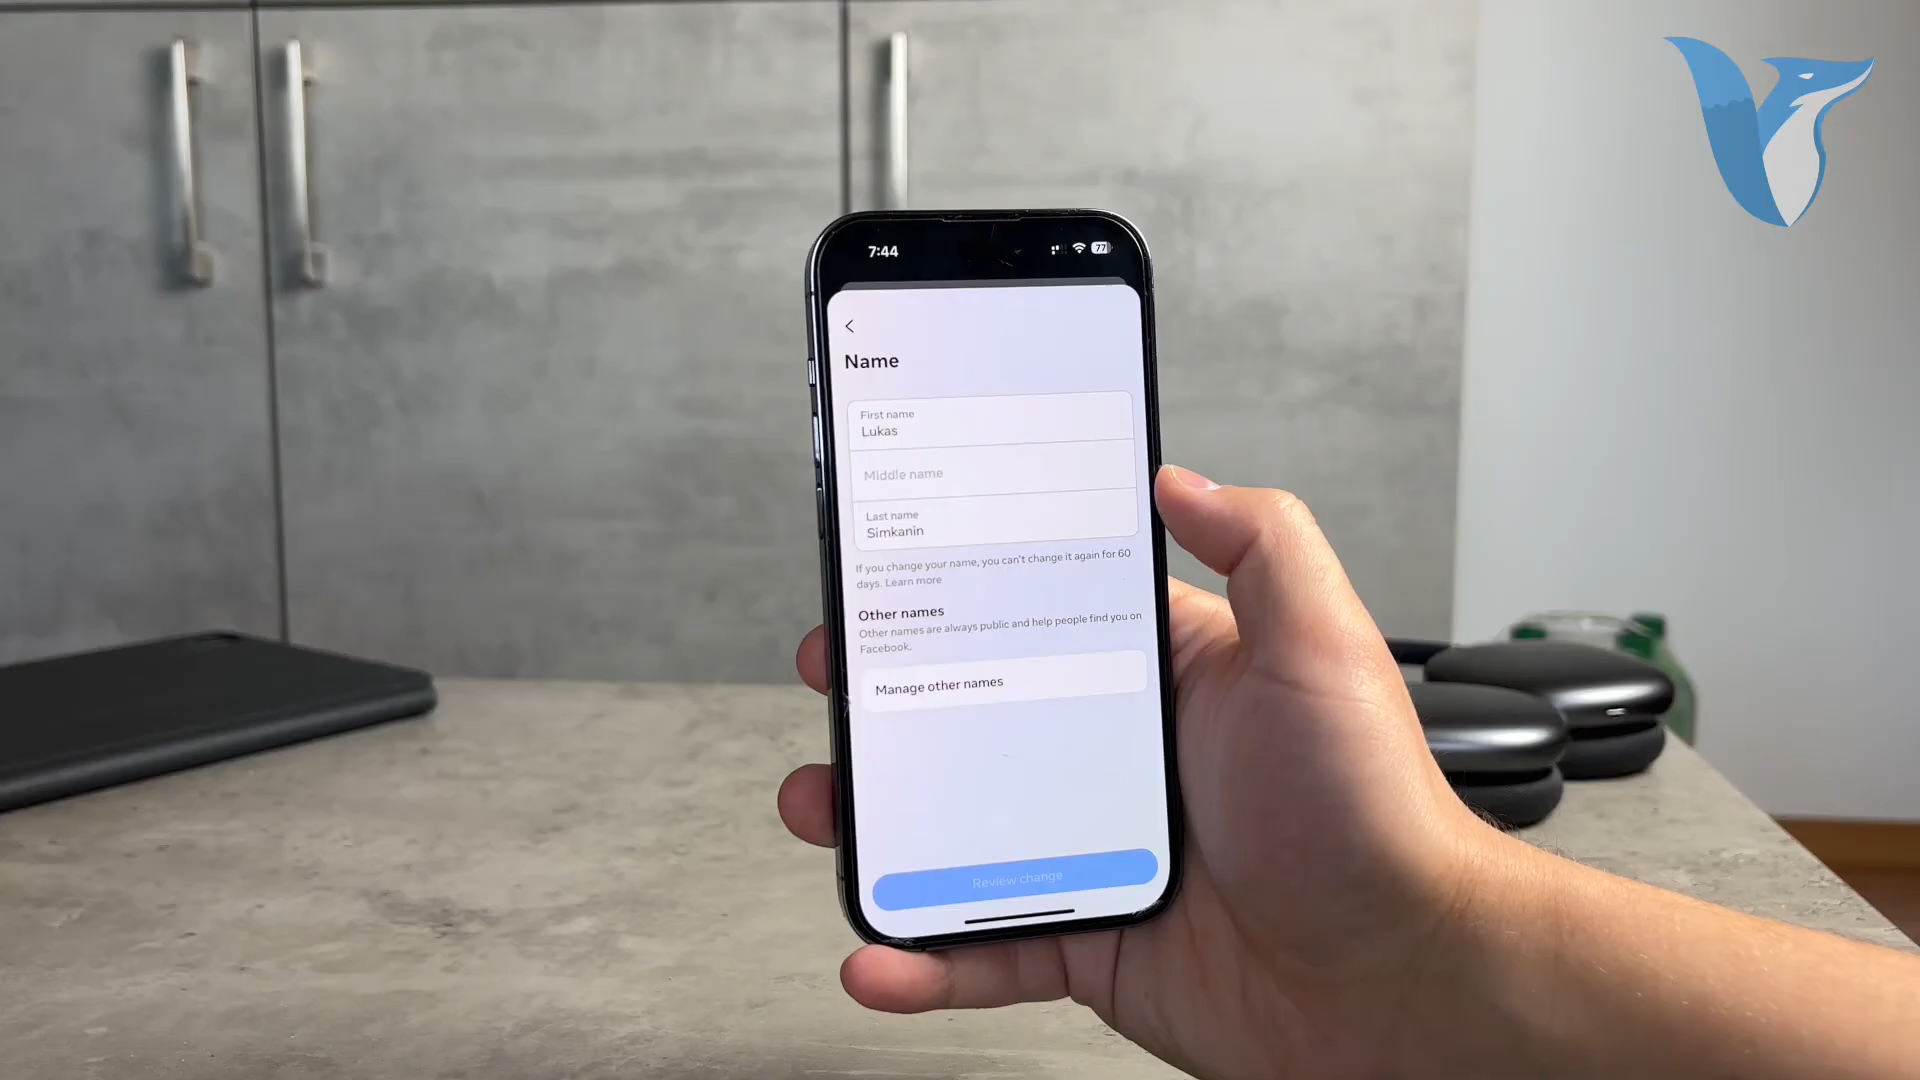 7:44
77
Name
First name
Lukas
Middle name
Last name
Simkanin
If you change your name, you can't change it again for 60
days. Learn more
Other names
Other names are always public and help people find you on
Facebook.
Manage other names
Review change